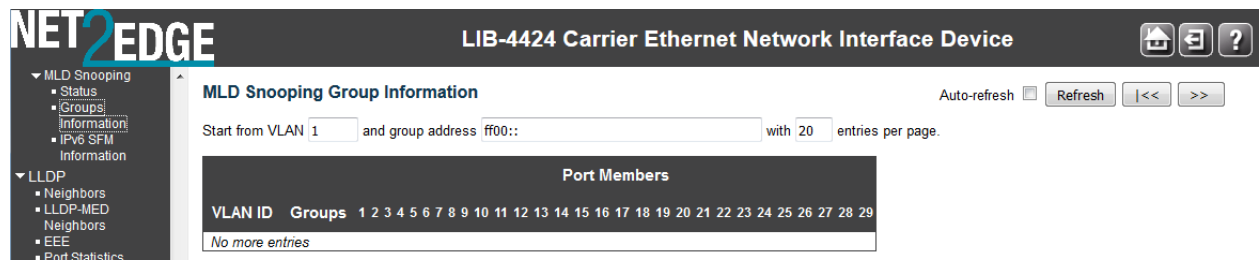 NET2EDGE
LIB-4424 Carrier Ethernet Network Interface Device
?
MLD Snooping
Status
Groups
Information
IPv6 SFM
Information
LLDP
Neighbors
LLDP-MED
Neighbors
EEE
Port Statistics
MLD Snooping Group Information
Auto-refresh Refresh |<< >>
Start from VLAN 1 and group address ff00:: with 20 entries per page.
Port Members
VLAN ID Groups 1 2 3 4 5 6 7 8 9 10 11 12 13 14 15 16 17 18 19 20 21 22 23 24 25 26 27 28 29
No more entries